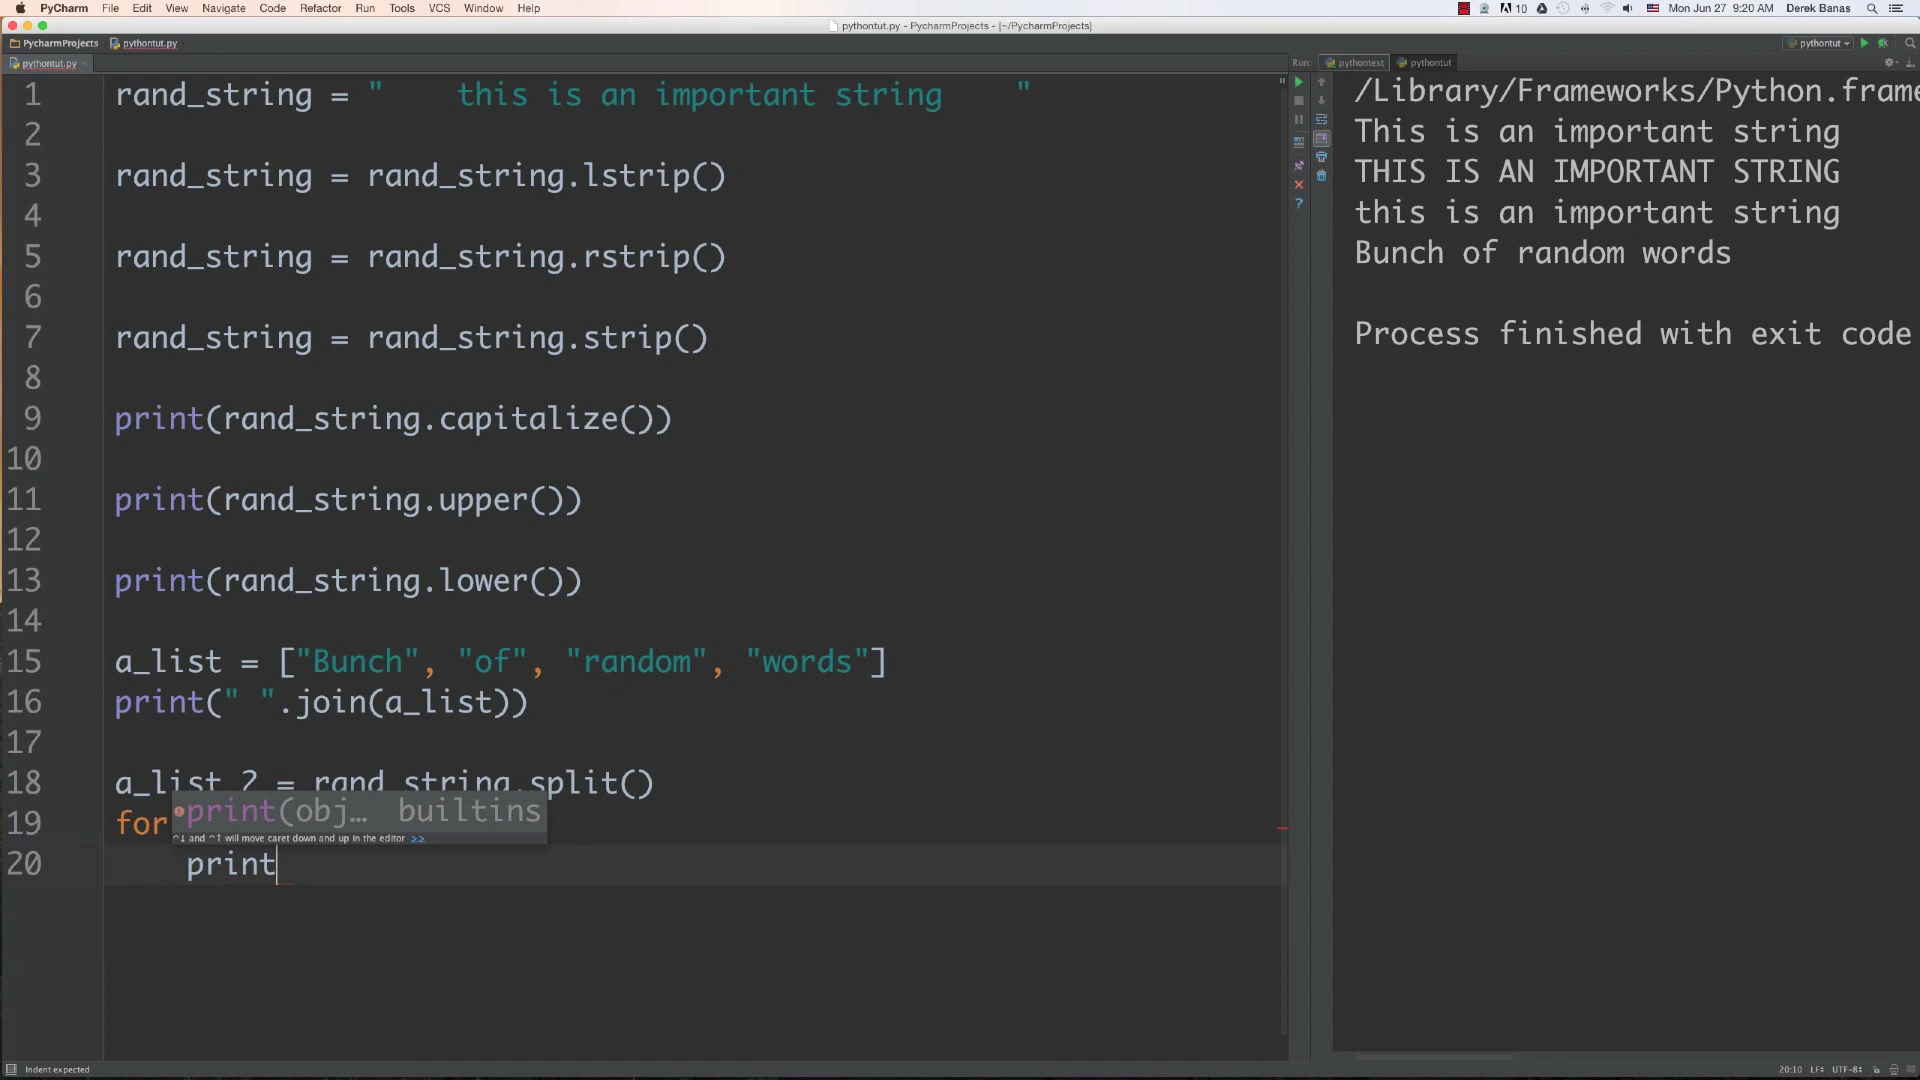 PyCharm File Edit View Navigate Code Refactor Run Tools VCS Window Help 10 Mon Jun 27 9:20 AM Derek Banas
pythontut.py - PycharmProjects - [~/PycharmProjects]
PycharmProjects pythontut.py pythontut
pythontut.py Run: pythontest pythontut
1 rand_string = "    this is an important string    "
2
3 rand_string = rand_string.lstrip()
4
5 rand_string = rand_string.rstrip()
6
7 rand_string = rand_string.strip()
8
9 print(rand_string.capitalize())
10
11 print(rand_string.upper())
12
13 print(rand_string.lower())
14
15 a_list = ["Bunch", "of", "random", "words"]
16 print(" ".join(a_list))
17
18 a_list_2 = rand_string.split()
print(obj… builtins
19 for
^↓ and ^↑ will move caret down and up in the editor >>
20 print
/Library/Frameworks/Python.frame
This is an important string
THIS IS AN IMPORTANT STRING
this is an important string
Bunch of random words
Process finished with exit code
Indent expected 20:10 LF UTF-8